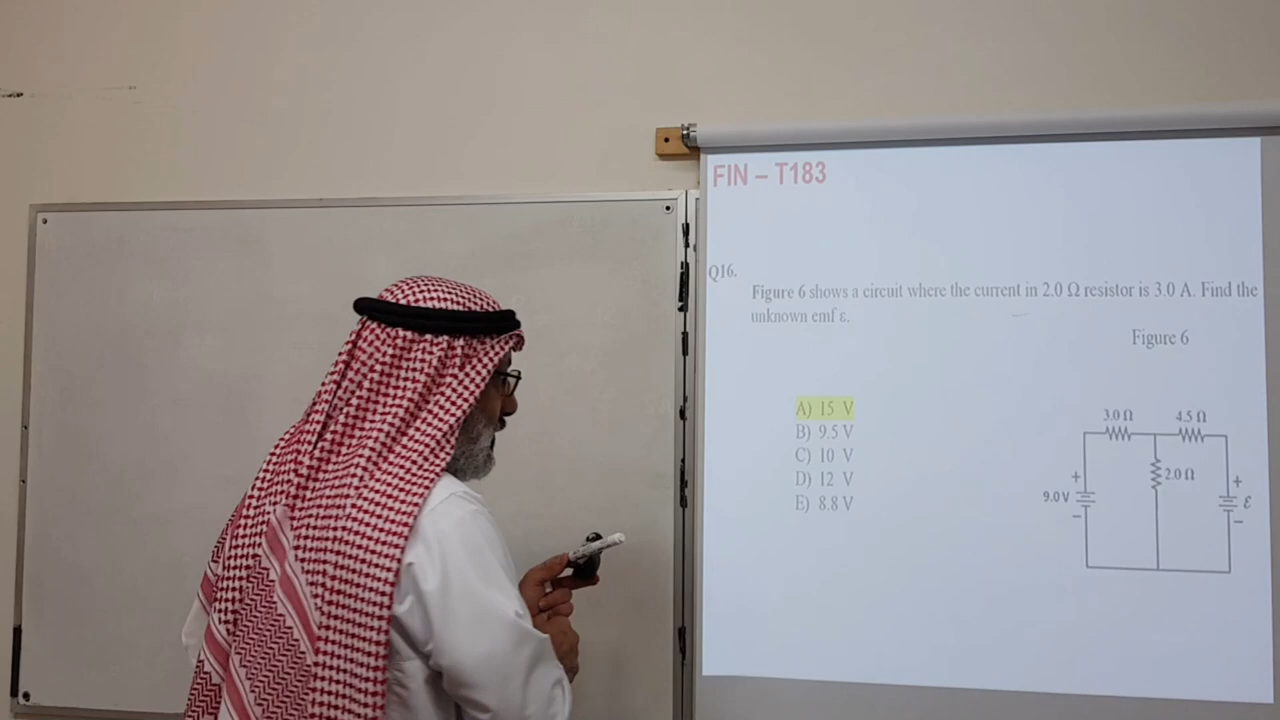 FIN – T183
Q16.
Figure 6 shows a circuit where the current in 2.0 Ω resistor is 3.0 A. Find the
unknown emf ε.
Figure 6
A) 15 V
B) 9.5 V
C) 10 V
D) 12 V
E) 8.8 V
3.0 Ω 4.5 Ω
2.0 Ω
+ +
9.0 V ε
– –